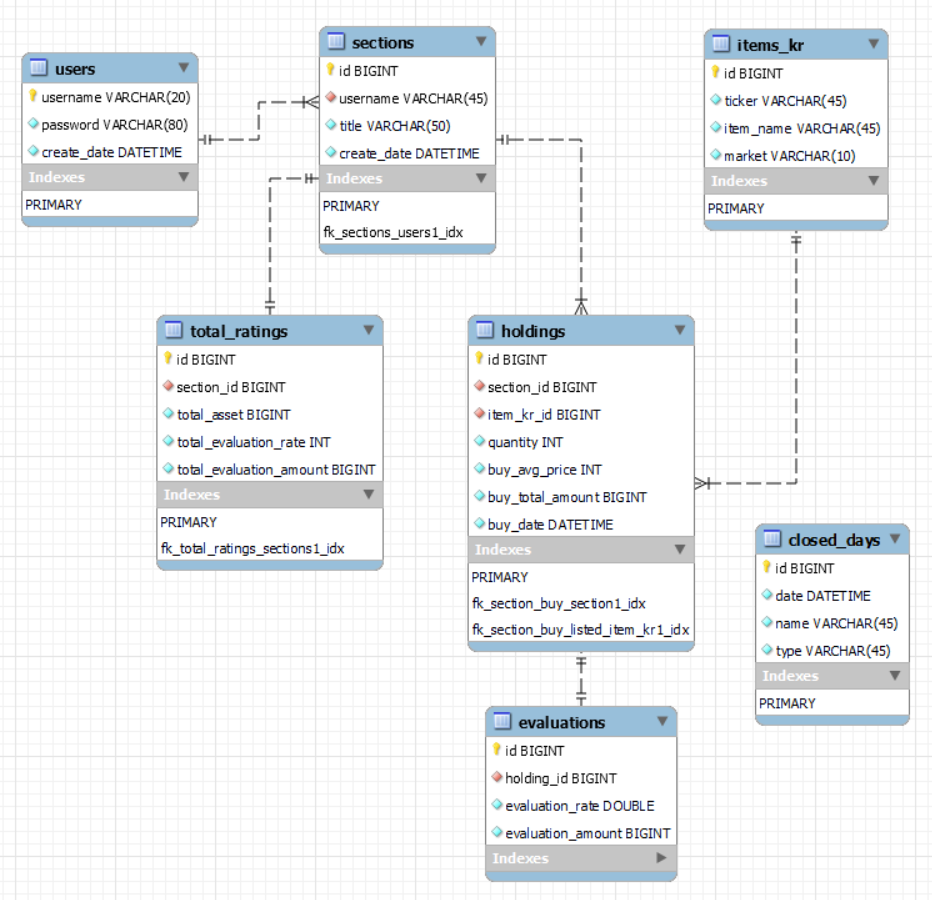 users
username VARCHAR(20)
password VARCHAR(80)
create_date DATETIME
Indexes
PRIMARY
sections
id BIGINT
username VARCHAR(45)
title VARCHAR(50)
create_date DATETIME
Indexes
PRIMARY
fk_sections_users1_idx
items_kr
id BIGINT
ticker VARCHAR(45)
item_name VARCHAR(45)
market VARCHAR(10)
Indexes
PRIMARY
total_ratings
id BIGINT
section_id BIGINT
total_asset BIGINT
total_evaluation_rate INT
total_evaluation_amount BIGINT
Indexes
PRIMARY
fk_total_ratings_sections1_idx
holdings
id BIGINT
section_id BIGINT
item_kr_id BIGINT
quantity INT
buy_avg_price INT
buy_total_amount BIGINT
buy_date DATETIME
Indexes
PRIMARY
fk_section_buy_section1_idx
fk_section_buy_listed_item_kr1_idx
closed_days
id BIGINT
date DATETIME
name VARCHAR(45)
type VARCHAR(45)
Indexes
PRIMARY
evaluations
id BIGINT
holding_id BIGINT
evaluation_rate DOUBLE
evaluation_amount BIGINT
Indexes